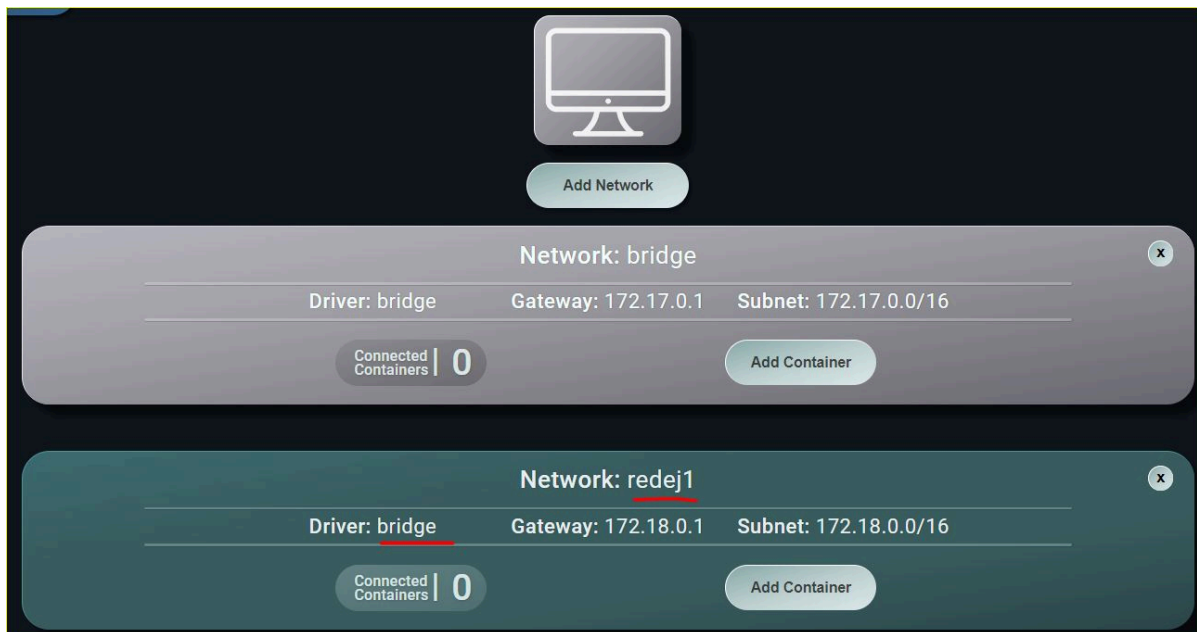 Add Network
Network: bridge
x
Driver: bridge Gateway: 172.17.0.1 Subnet: 172.17.0.0/16
Connected
Containers | 0
Add Container
Network: redej1
x
Driver: bridge Gateway: 172.18.0.1 Subnet: 172.18.0.0/16
Connected
Containers | 0
Add Container